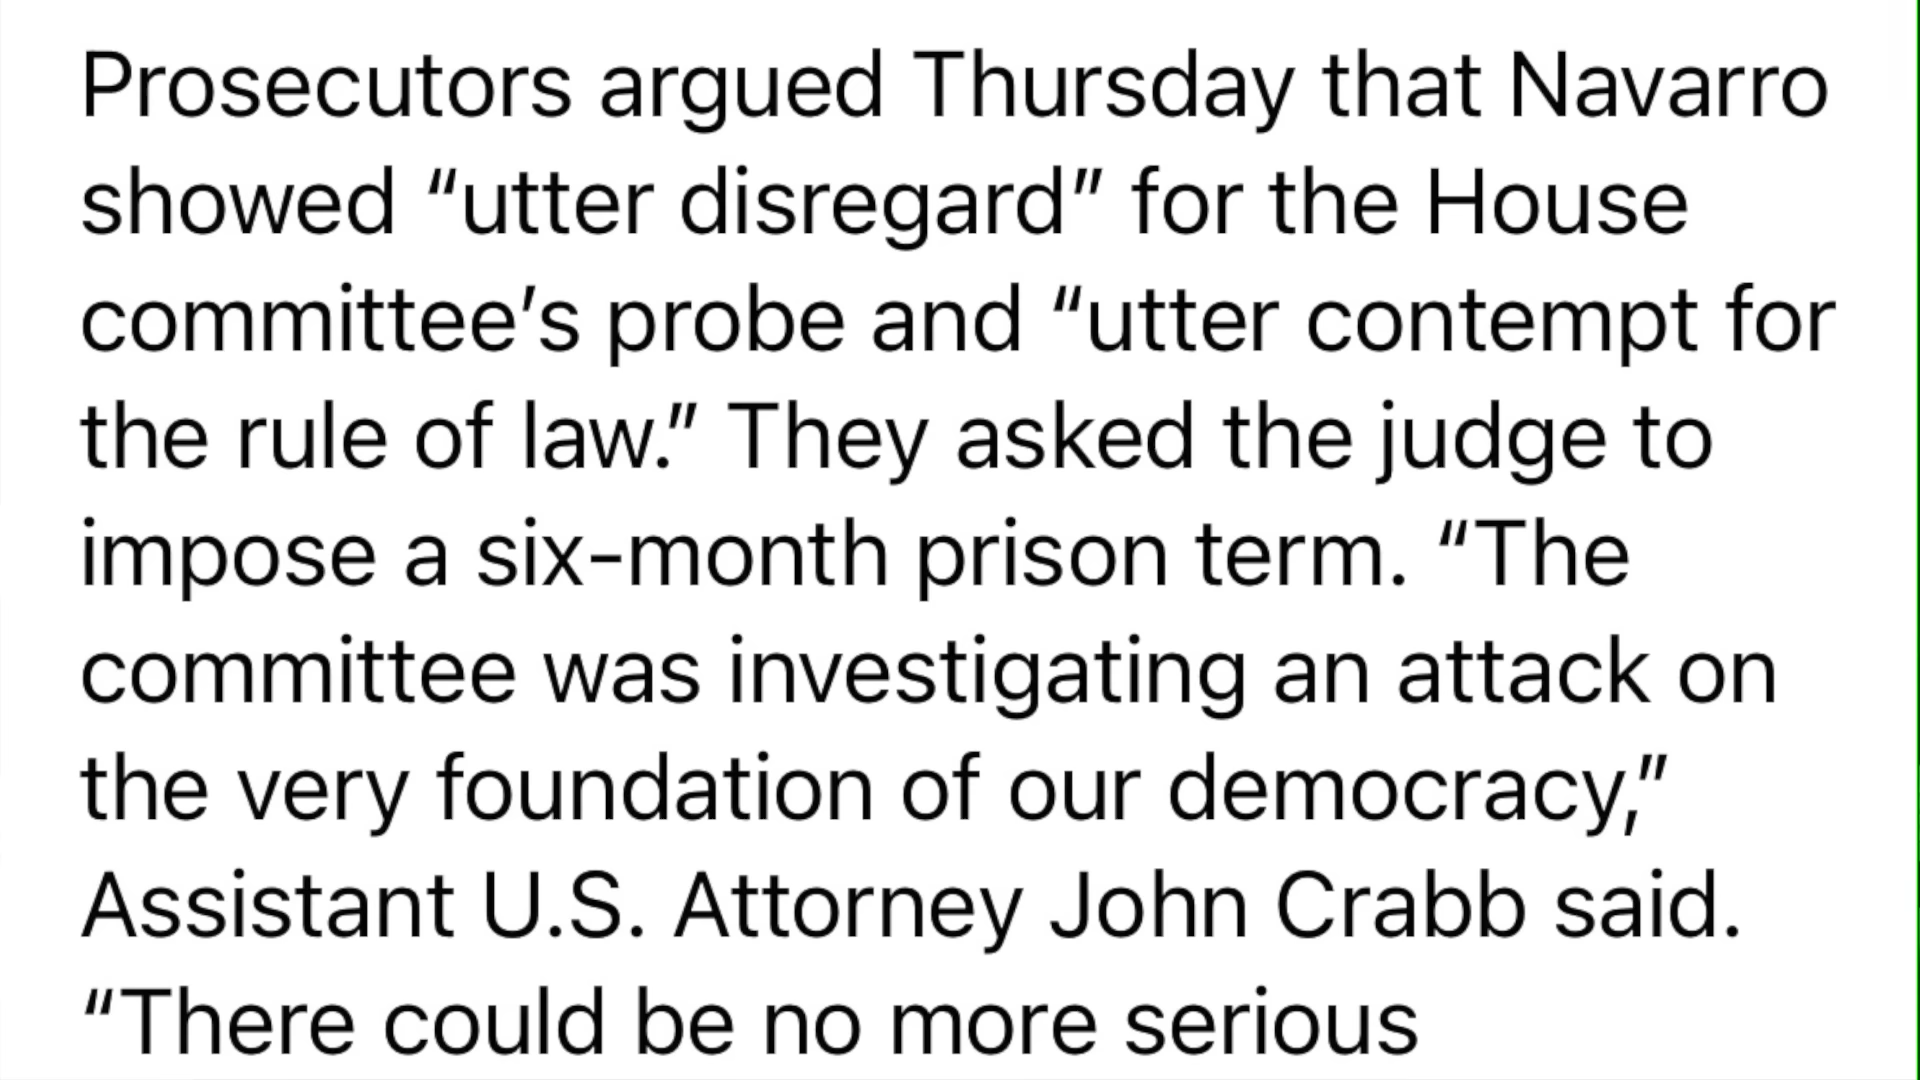 Prosecutors argued Thursday that Navarro
showed “utter disregard” for the House
committee’s probe and “utter contempt for
the rule of law.” They asked the judge to
impose a six-month prison term. “The
committee was investigating an attack on
the very foundation of our democracy,”
Assistant U.S. Attorney John Crabb said.
“There could be no more serious